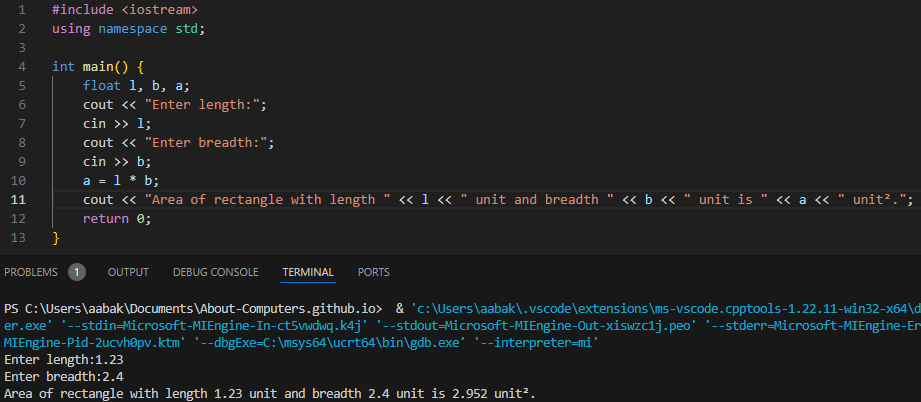 1 #include <iostream>
2 using namespace std;
3
4 int main() {
5 float l, b, a;
6 cout << "Enter length:";
7 cin >> l;
8 cout << "Enter breadth:";
9 cin >> b;
10 a = l * b;
11 cout << "Area of rectangle with length " << l << " unit and breadth " << b << " unit is " << a << " unit².";
12 return 0;
13 }
PROBLEMS 1 OUTPUT DEBUG CONSOLE TERMINAL PORTS
PS C:\Users\aabak\Documents\About-Computers.github.io> & 'c:\Users\aabak\.vscode\extensions\ms-vscode.cpptools-1.22.11-win32-x64\d
er.exe' '--stdin=Microsoft-MIEngine-In-ct5vwdwq.k4j' '--stdout=Microsoft-MIEngine-Out-xiswzc1j.peo' '--stderr=Microsoft-MIEngine-Er
MIEngine-Pid-2ucvh0pv.ktm' '--dbgExe=C:\msys64\ucrt64\bin\gdb.exe' '--interpreter=mi'
Enter length:1.23
Enter breadth:2.4
Area of rectangle with length 1.23 unit and breadth 2.4 unit is 2.952 unit².